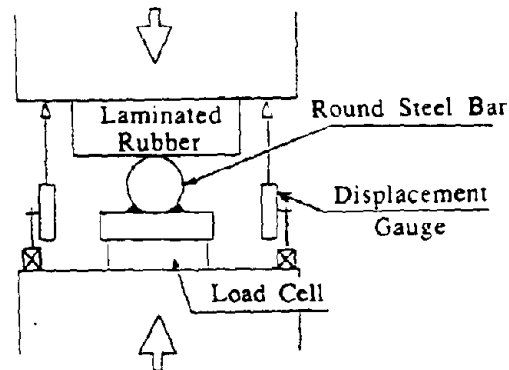 Laminated
Rubber
Round Steel Bar
Displacement
Gauge
Load Cell